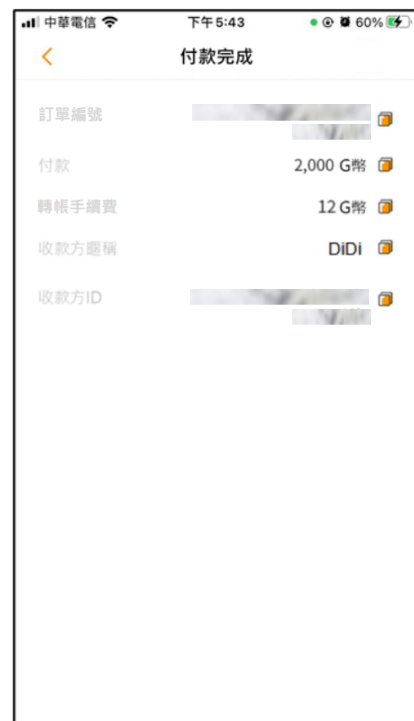 中華電信 下午5:43 60%
付款完成
訂單編號
付款 2,000 G幣
轉帳手續費 12 G幣
收款方暱稱 DiDi
收款方ID